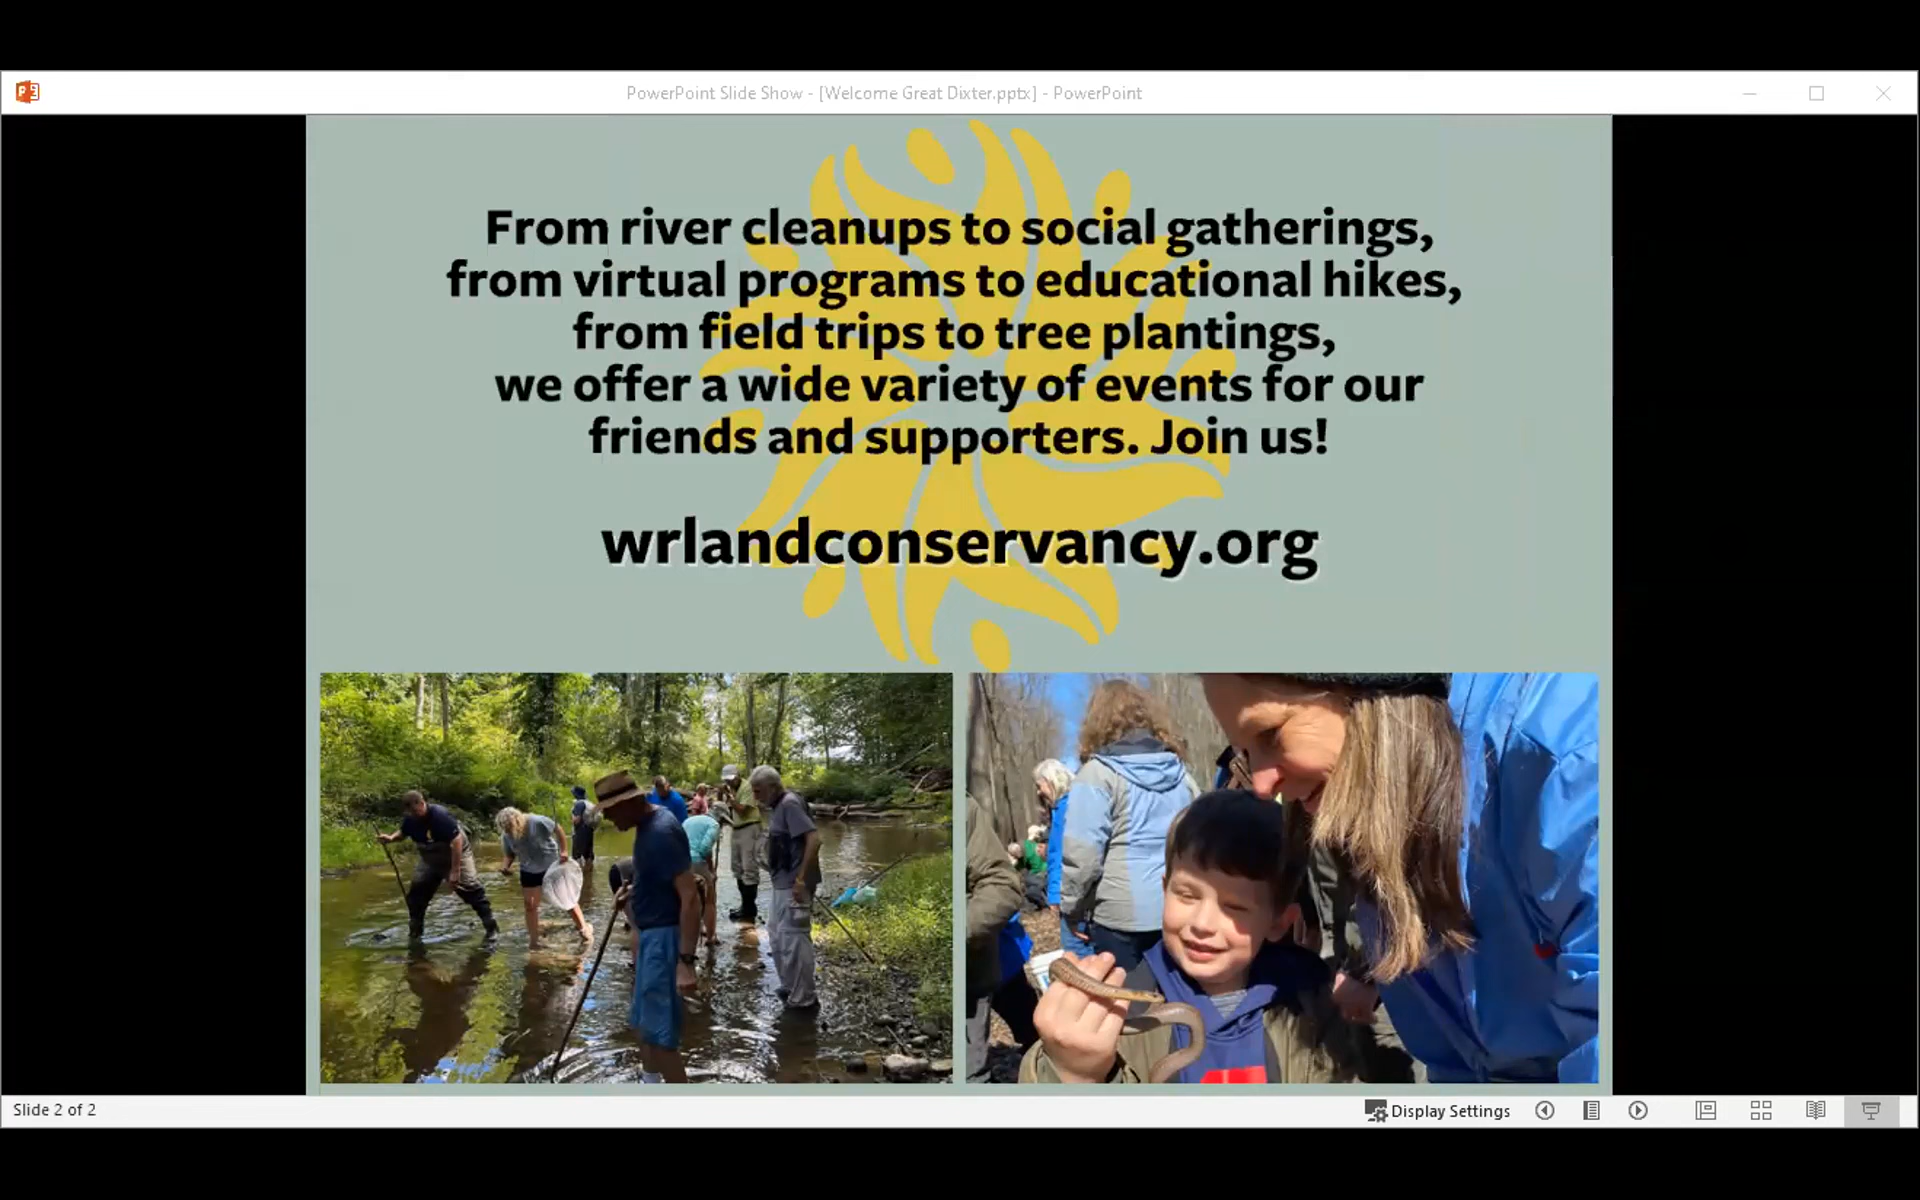 PowerPoint Slide Show - [Welcome Great Dixter.pptx] - PowerPoint
From river cleanups to social gatherings,
from virtual programs to educational hikes,
from field trips to tree plantings,
we offer a wide variety of events for our
friends and supporters. Join us!
wrlandconservancy.org
Slide 2 of 2
Display Settings